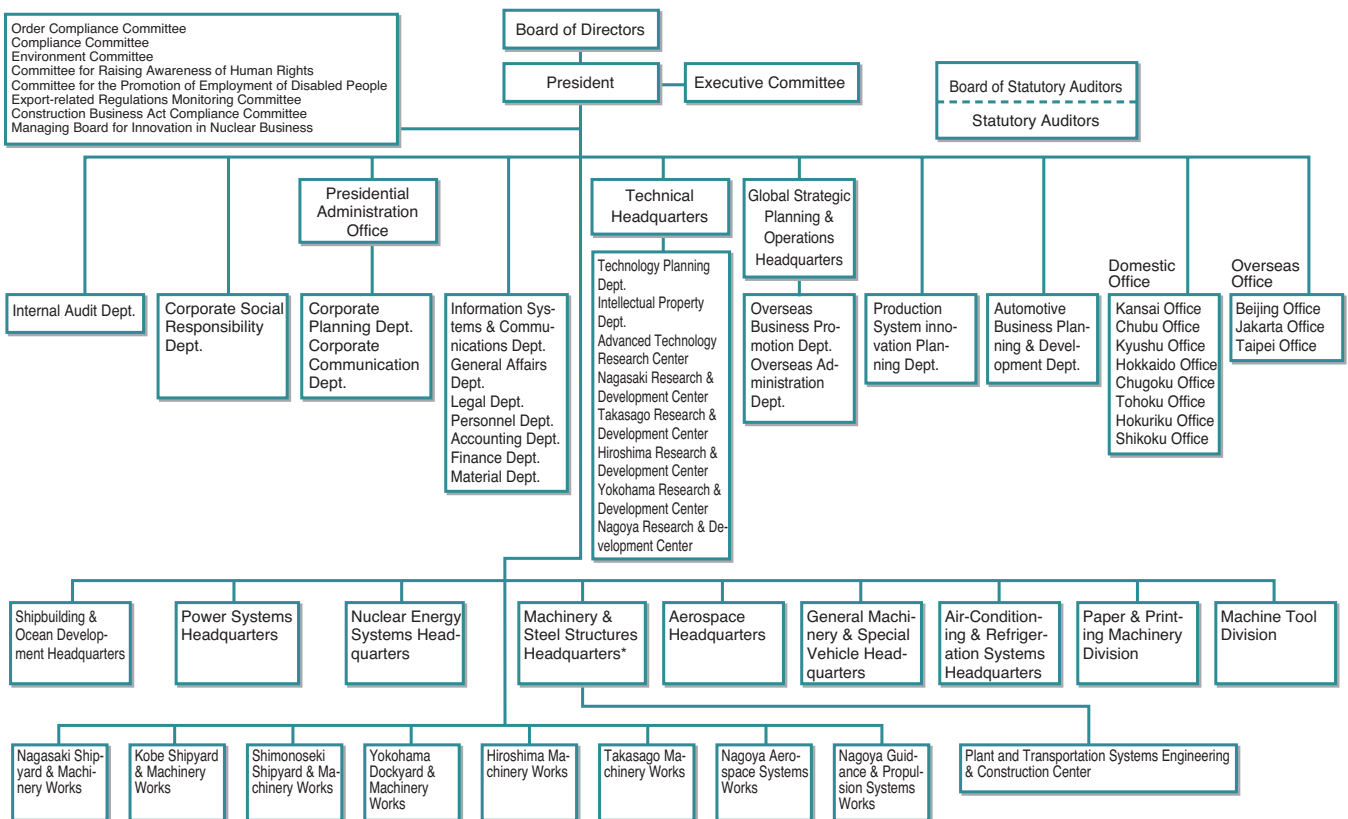 Order Compliance Committee
Compliance Committee
Environment Committee
Committee for Raising Awareness of Human Rights
Committee for the Promotion of Employment of Disabled People
Export-related Regulations Monitoring Committee
Construction Business Act Compliance Committee
Managing Board for Innovation in Nuclear Business
Board of Directors
President
Executive Committee
Board of Statutory Auditors
Statutory Auditors
Presidential
Administration
Office
Technical
Headquarters
Global Strategic
Planning &
Operations
Headquarters
Internal Audit Dept.
Corporate Social
Responsibility
Dept.
Corporate
Planning Dept.
Corporate
Communication
Dept.
Information Sys-
tems & Commu-
nications Dept.
General Affairs
Dept.
Legal Dept.
Personnel Dept.
Accounting Dept.
Finance Dept.
Material Dept.
Technology Planning
Dept.
Intellectual Property
Dept.
Advanced Technology
Research Center
Nagasaki Research &
Development Center
Takasago Research &
Development Center
Hiroshima Research &
Development Center
Yokohama Research &
Development Center
Nagoya Research & De-
velopment Center
Overseas
Business Pro-
motion Dept.
Overseas Ad-
ministration
Dept.
Production
System inno-
vation Plan-
ning Dept.
Automotive
Business Plan-
ning & Devel-
opment Dept.
Domestic
Office
Kansai Office
Chubu Office
Kyushu Office
Hokkaido Office
Chugoku Office
Tohoku Office
Hokuriku Office
Shikoku Office
Overseas
Office
Beijing Office
Jakarta Office
Taipei Office
Shipbuilding &
Ocean Develop-
ment Headquarters
Power Systems
Headquarters
Nuclear Energy
Systems Head-
quarters
Machinery &
Steel Structures
Headquarters*
Aerospace
Headquarters
General Machi-
nery & Special
Vehicle Head-
quarters
Air-Condition-
ing & Refriger-
ation Systems
Headquarters
Paper & Print-
ing Machinery
Division
Machine Tool
Division
Nagasaki Ship-
yard & Machi-
nery Works
Kobe Shipyard
& Machinery
Works
Shimonoseki
Shipyard & Ma-
chinery Works
Yokohama
Dockyard &
Machinery
Works
Hiroshima Ma-
chinery Works
Takasago Ma-
chinery Works
Nagoya Aero-
space Systems
Works
Nagoya Guid-
ance & Propul-
sion Systems
Works
Plant and Transportation Systems Engineering
& Construction Center